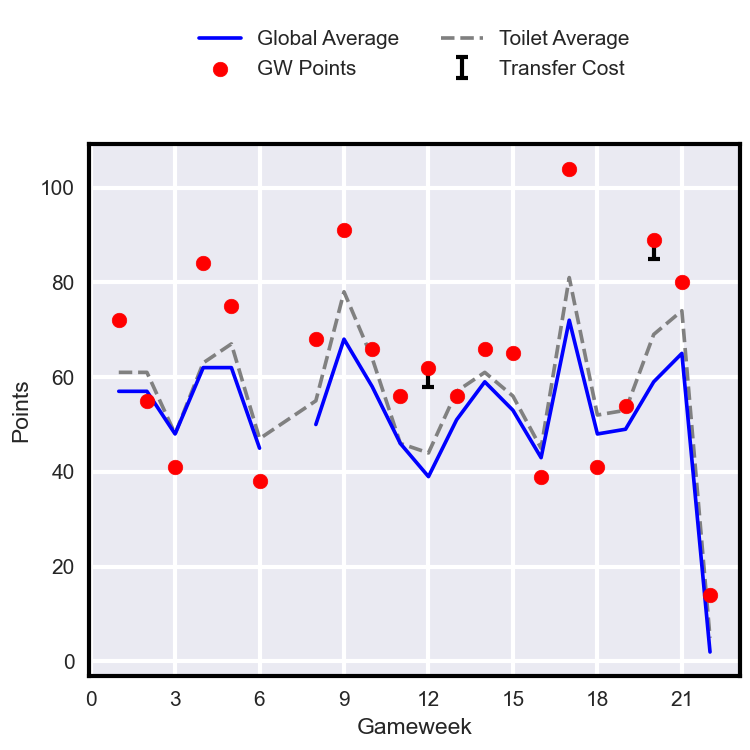 Global Average
Toilet Average
GW Points
Transfer Cost
100
80
60
40
20
0
Points
0 3 6 9 12 15 18 21
Gameweek